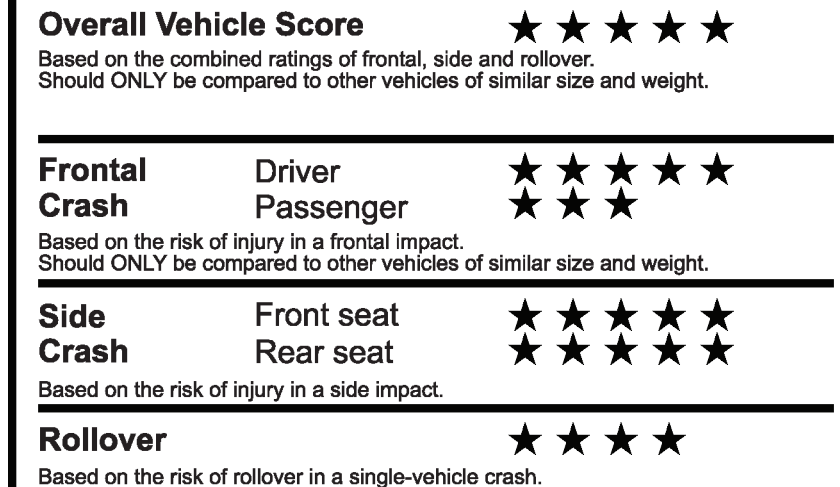 Overall Vehicle Score ★ ★ ★ ★ ★
Based on the combined ratings of frontal, side and rollover.
Should ONLY be compared to other vehicles of similar size and weight.
Frontal Driver ★ ★ ★ ★ ★
Crash Passenger ★ ★ ★
Based on the risk of injury in a frontal impact.
Should ONLY be compared to other vehicles of similar size and weight.
Side Front seat ★ ★ ★ ★ ★
Crash Rear seat ★ ★ ★ ★ ★
Based on the risk of injury in a side impact.
Rollover ★ ★ ★ ★
Based on the risk of rollover in a single-vehicle crash.